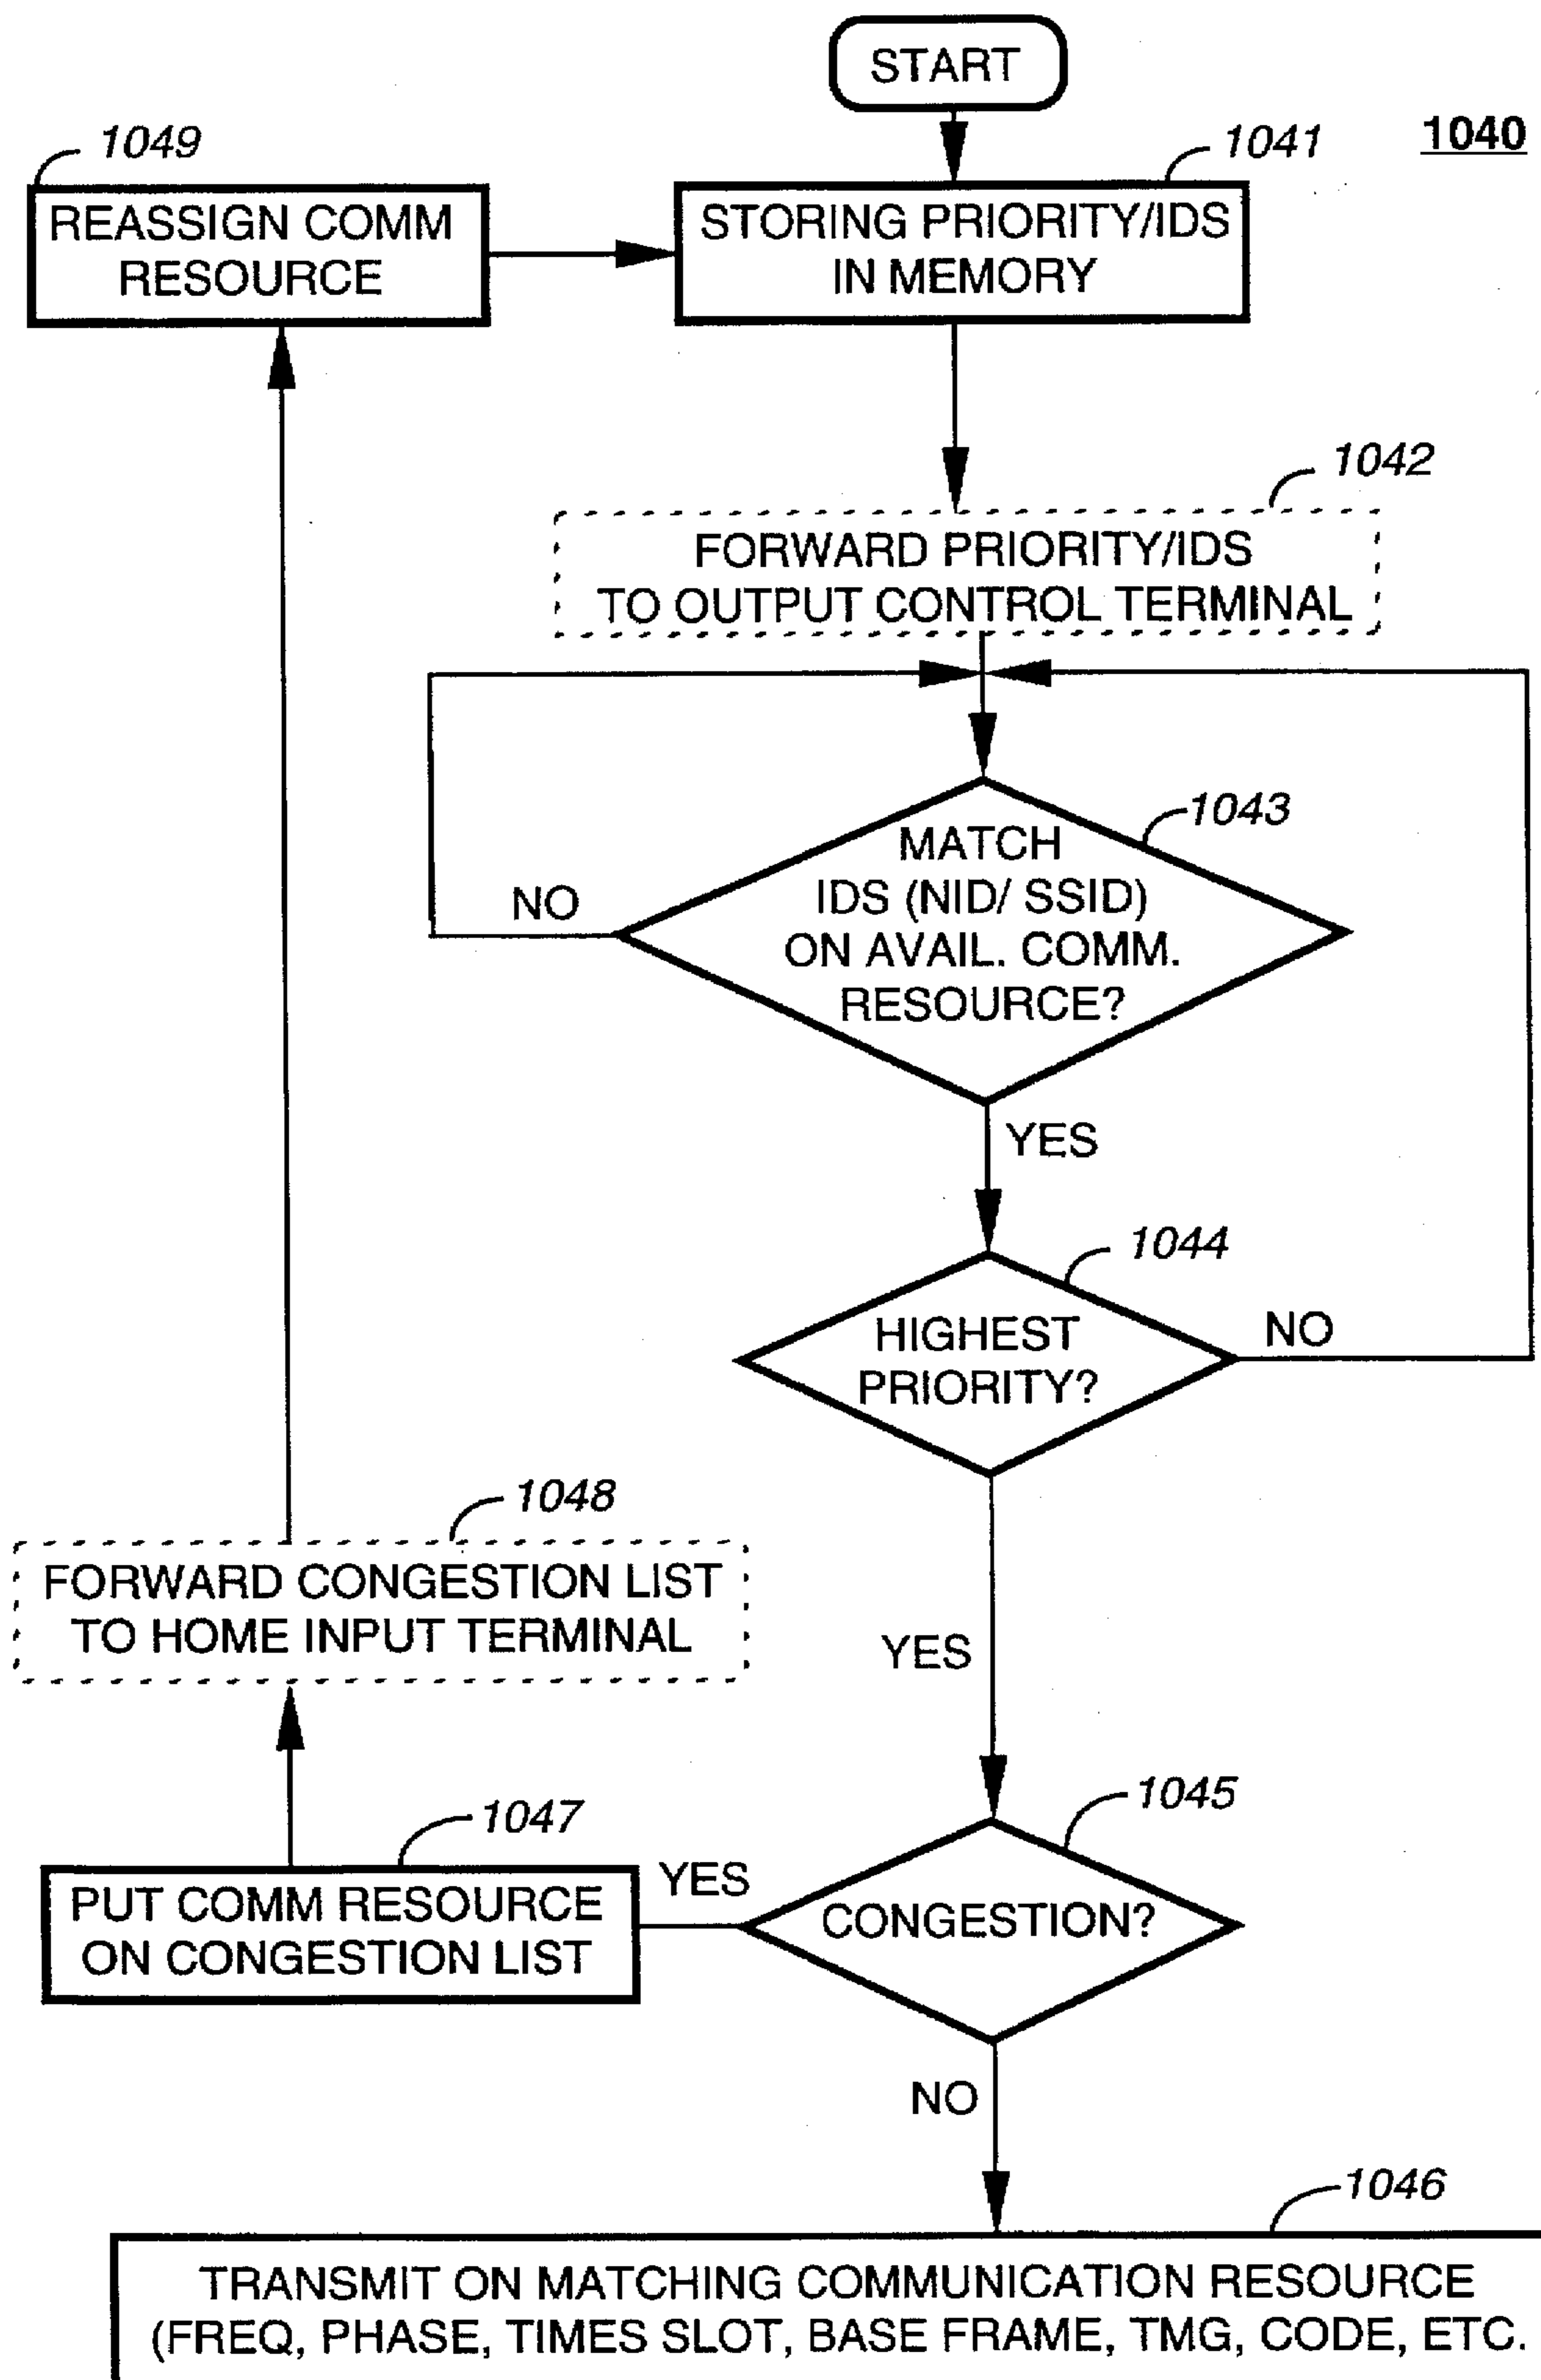 START
1040
1049
REASSIGN COMM
RESOURCE
1041
STORING PRIORITY/IDS
IN MEMORY
1042
FORWARD PRIORITY/IDS
TO OUTPUT CONTROL TERMINAL
1043
MATCH
IDS (NID/ SSID)
ON AVAIL. COMM.
RESOURCE?
NO
YES
1044
HIGHEST
PRIORITY?
NO
YES
1048
FORWARD CONGESTION LIST
TO HOME INPUT TERMINAL
1045
CONGESTION?
YES
1047
PUT COMM RESOURCE
ON CONGESTION LIST
NO
1046
TRANSMIT ON MATCHING COMMUNICATION RESOURCE
(FREQ, PHASE, TIMES SLOT, BASE FRAME, TMG, CODE, ETC.